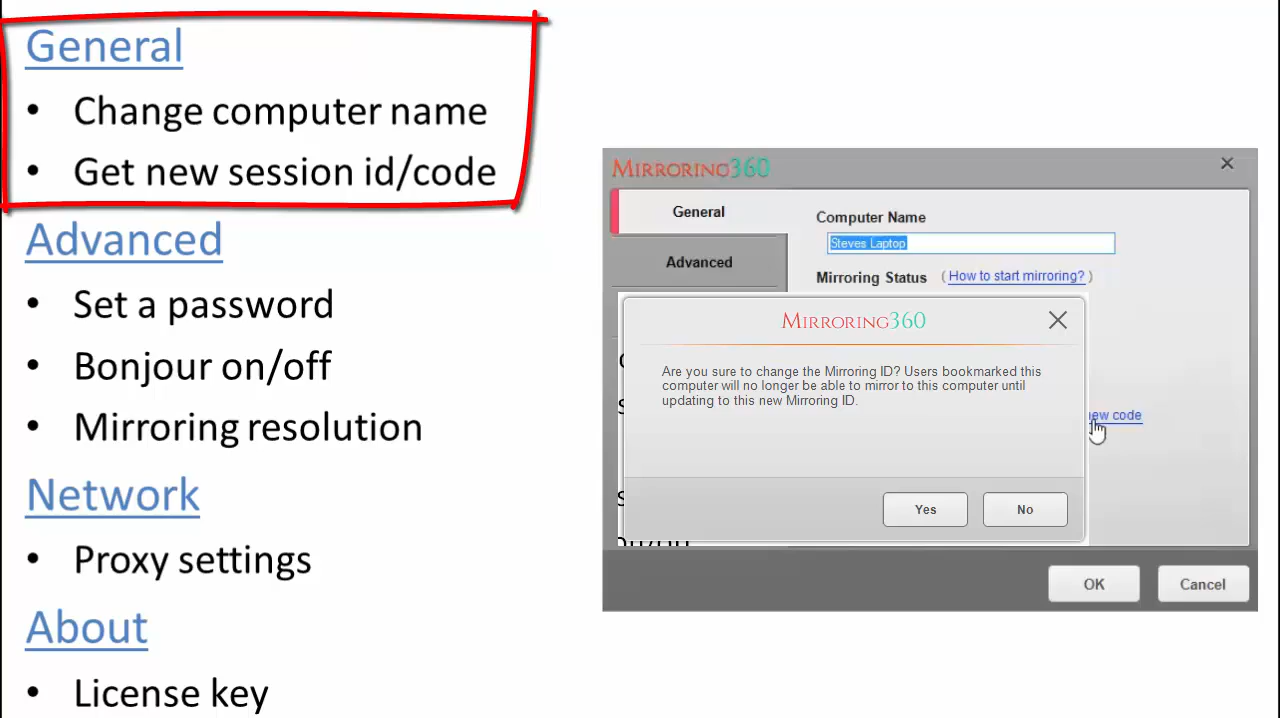 General
• Change computer name
• Get new session id/code
Advanced
• Set a password
• Bonjour on/off
• Mirroring resolution
Network
• Proxy settings
About
• License key
MIRRORING360
General
Advanced
Computer Name
Steves Laptop
Mirroring Status (How to start mirroring?)
MIRRORING360
Are you sure to change the Mirroring ID? Users bookmarked this
computer will no longer be able to mirror to this computer until
updating to this new Mirroring ID.
new code
Yes No
OK Cancel